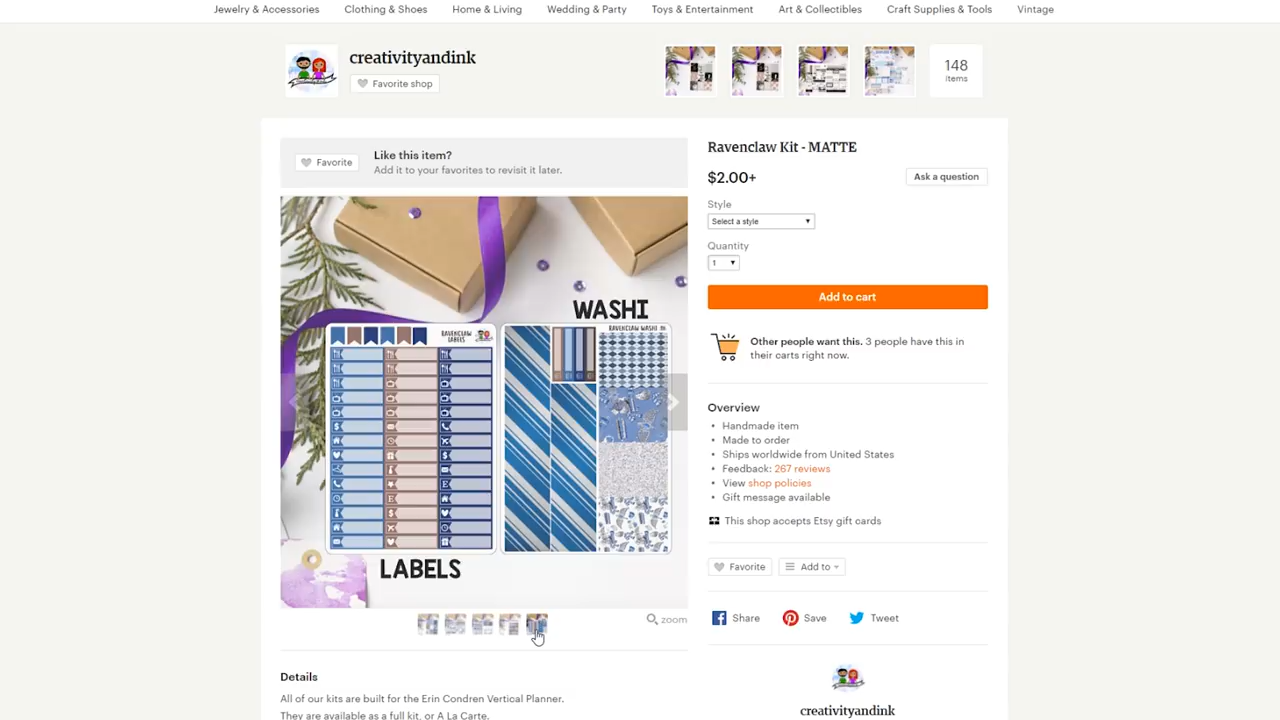 Jewelry & Accessories Clothing & Shoes Home & Living Wedding & Party Toys & Entertainment Art & Collectibles Craft Supplies & Tools Vintage
creativityandink
Favorite shop
148
items
Favorite
Like this item?
Add it to your favorites to revisit it later.
WASHI
RAVENCLAW
LABELS
RAVENCLAW WASHI
LABELS
zoom
Details
All of our kits are built for the Erin Condren Vertical Planner.
They are available as a full kit, or A La Carte.
Ravenclaw Kit - MATTE
$2.00+
Ask a question
Style
Select a style
Quantity
1
Add to cart
Other people want this. 3 people have this in
their carts right now.
Overview
• Handmade item
• Made to order
• Ships worldwide from United States
• Feedback: 267 reviews
• View shop policies
• Gift message available
This shop accepts Etsy gift cards
Favorite Add to
Share Save Tweet
creativityandink